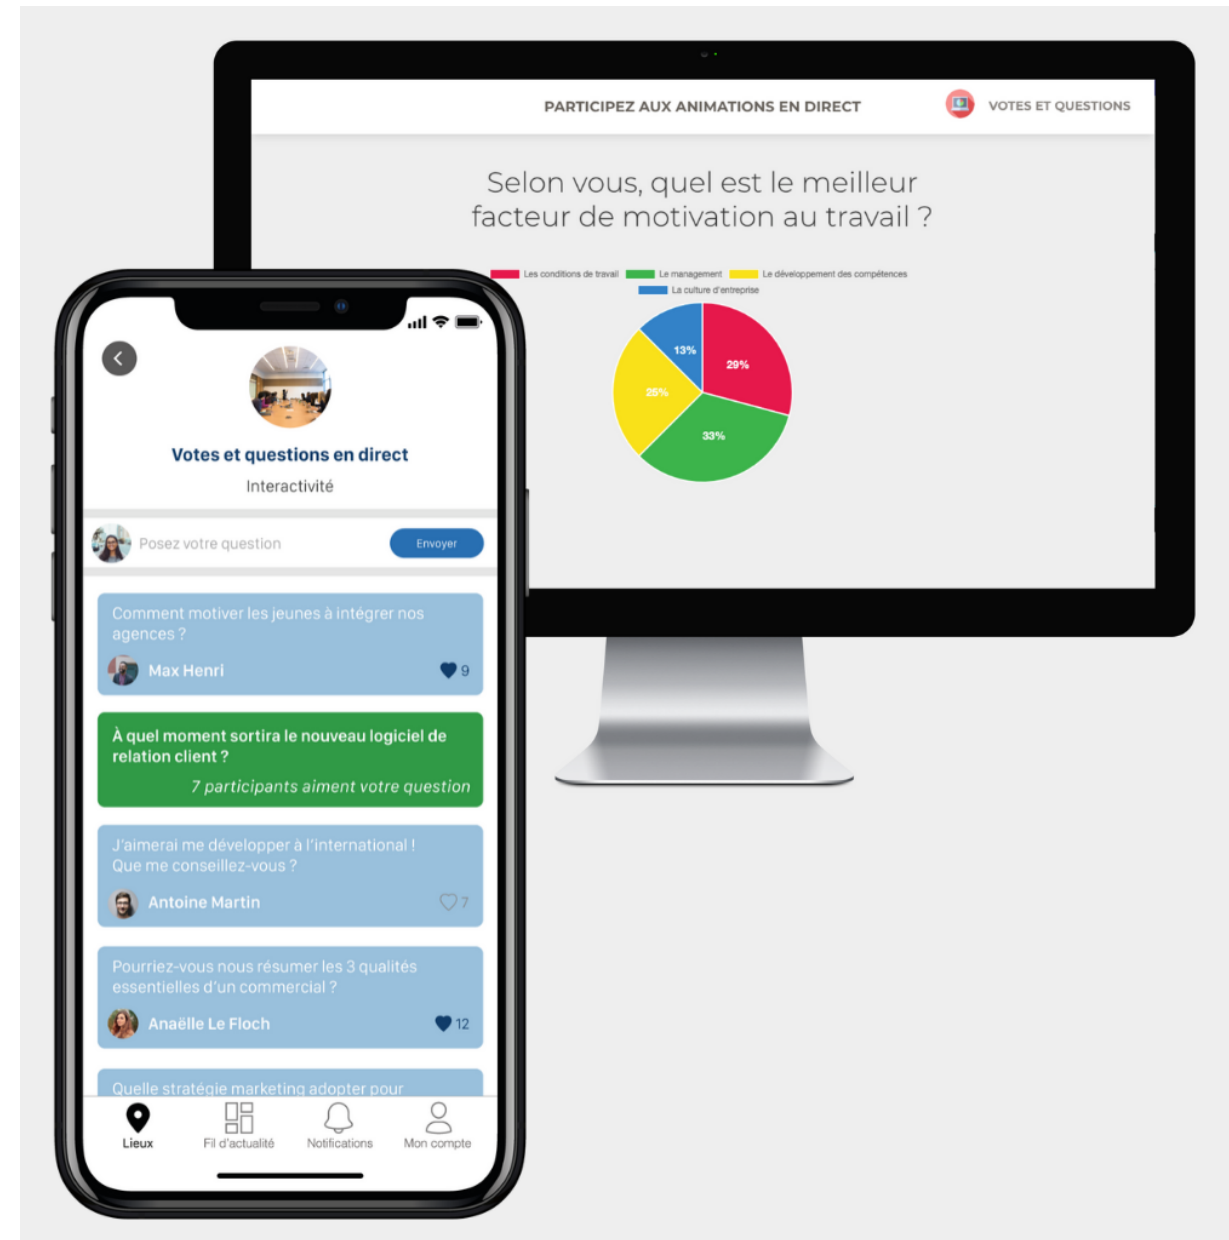 PARTICIPEZ AUX ANIMATIONS EN DIRECT
VOTES ET QUESTIONS
Selon vous, quel est le meilleur
facteur de motivation au travail ?
Les conditions de travail
Le management
Le développement des compétences
La culture d'entreprise
13%
29%
25%
33%
Votes et questions en direct
Interactivité
Posez votre question
Envoyer
Comment motiver les jeunes à intégrer nos
agences ?
Max Henri
9
À quel moment sortira le nouveau logiciel de
relation client ?
7 participants aiment votre question
J'aimerai me développer à l'international !
Que me conseillez-vous ?
Antoine Martin
7
Pourriez-vous nous résumer les 3 qualités
essentielles d'un commercial ?
Anaëlle Le Floch
12
Quelle stratégie marketing adopter pour
Lieux
Fil d'actualité
Notifications
Mon compte